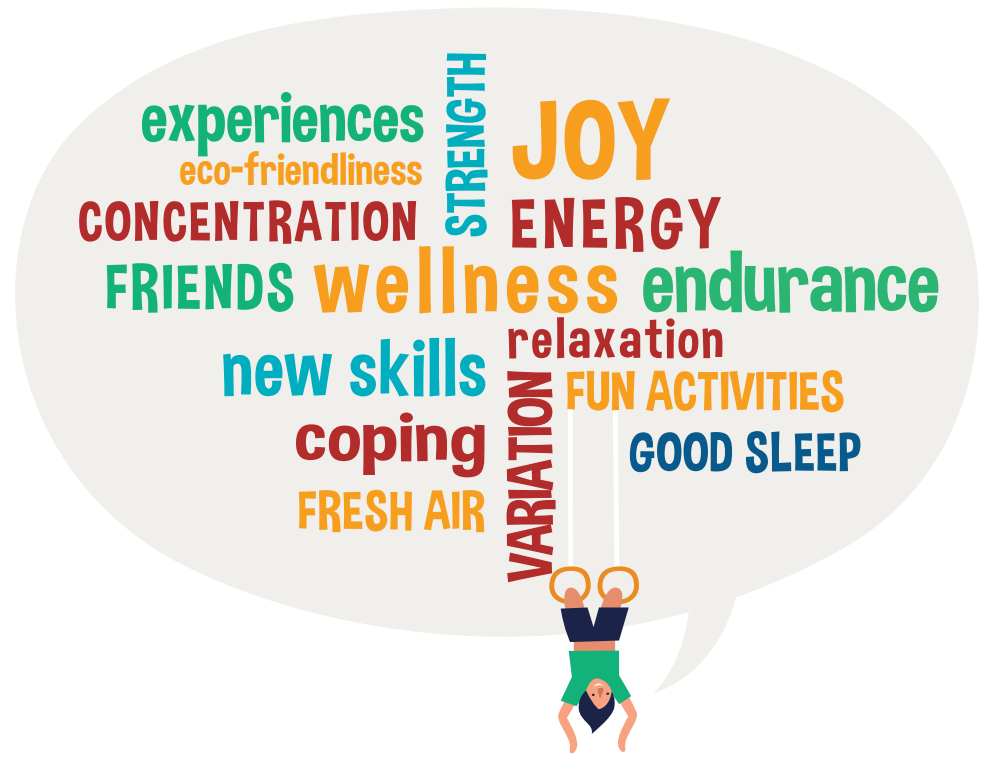 experiences
eco-friendliness
CONCENTRATION
STRENGTH
JOY
ENERGY
FRIENDS wellness endurance
relaxation
new skills
FUN ACTIVITIES
VARIATION
coping
GOOD SLEEP
FRESH AIR